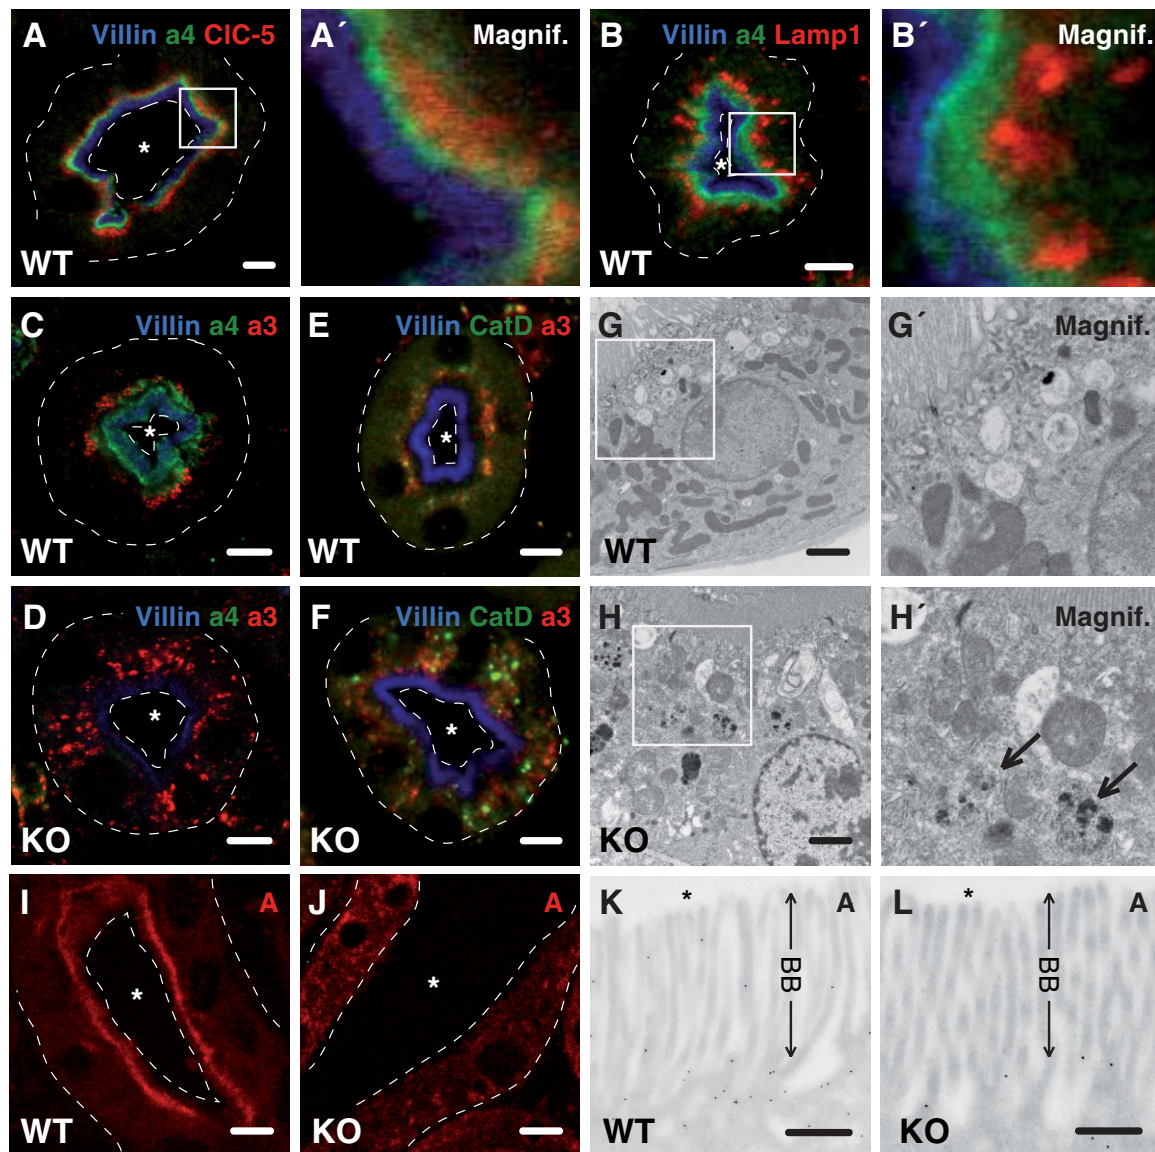 A Villin a4 ClC-5
*
WT
A´ Magnif.
B Villin a4 Lamp1
*
WT
B´ Magnif.
C Villin a4 a3
*
WT
E Villin CatD a3
*
WT
G
WT
G´ Magnif.
D Villin a4 a3
*
KO
F Villin CatD a3
*
KO
H
KO
H´ Magnif.
I A
*
WT
J A
*
KO
K * A
BB
WT
L * A
BB
KO